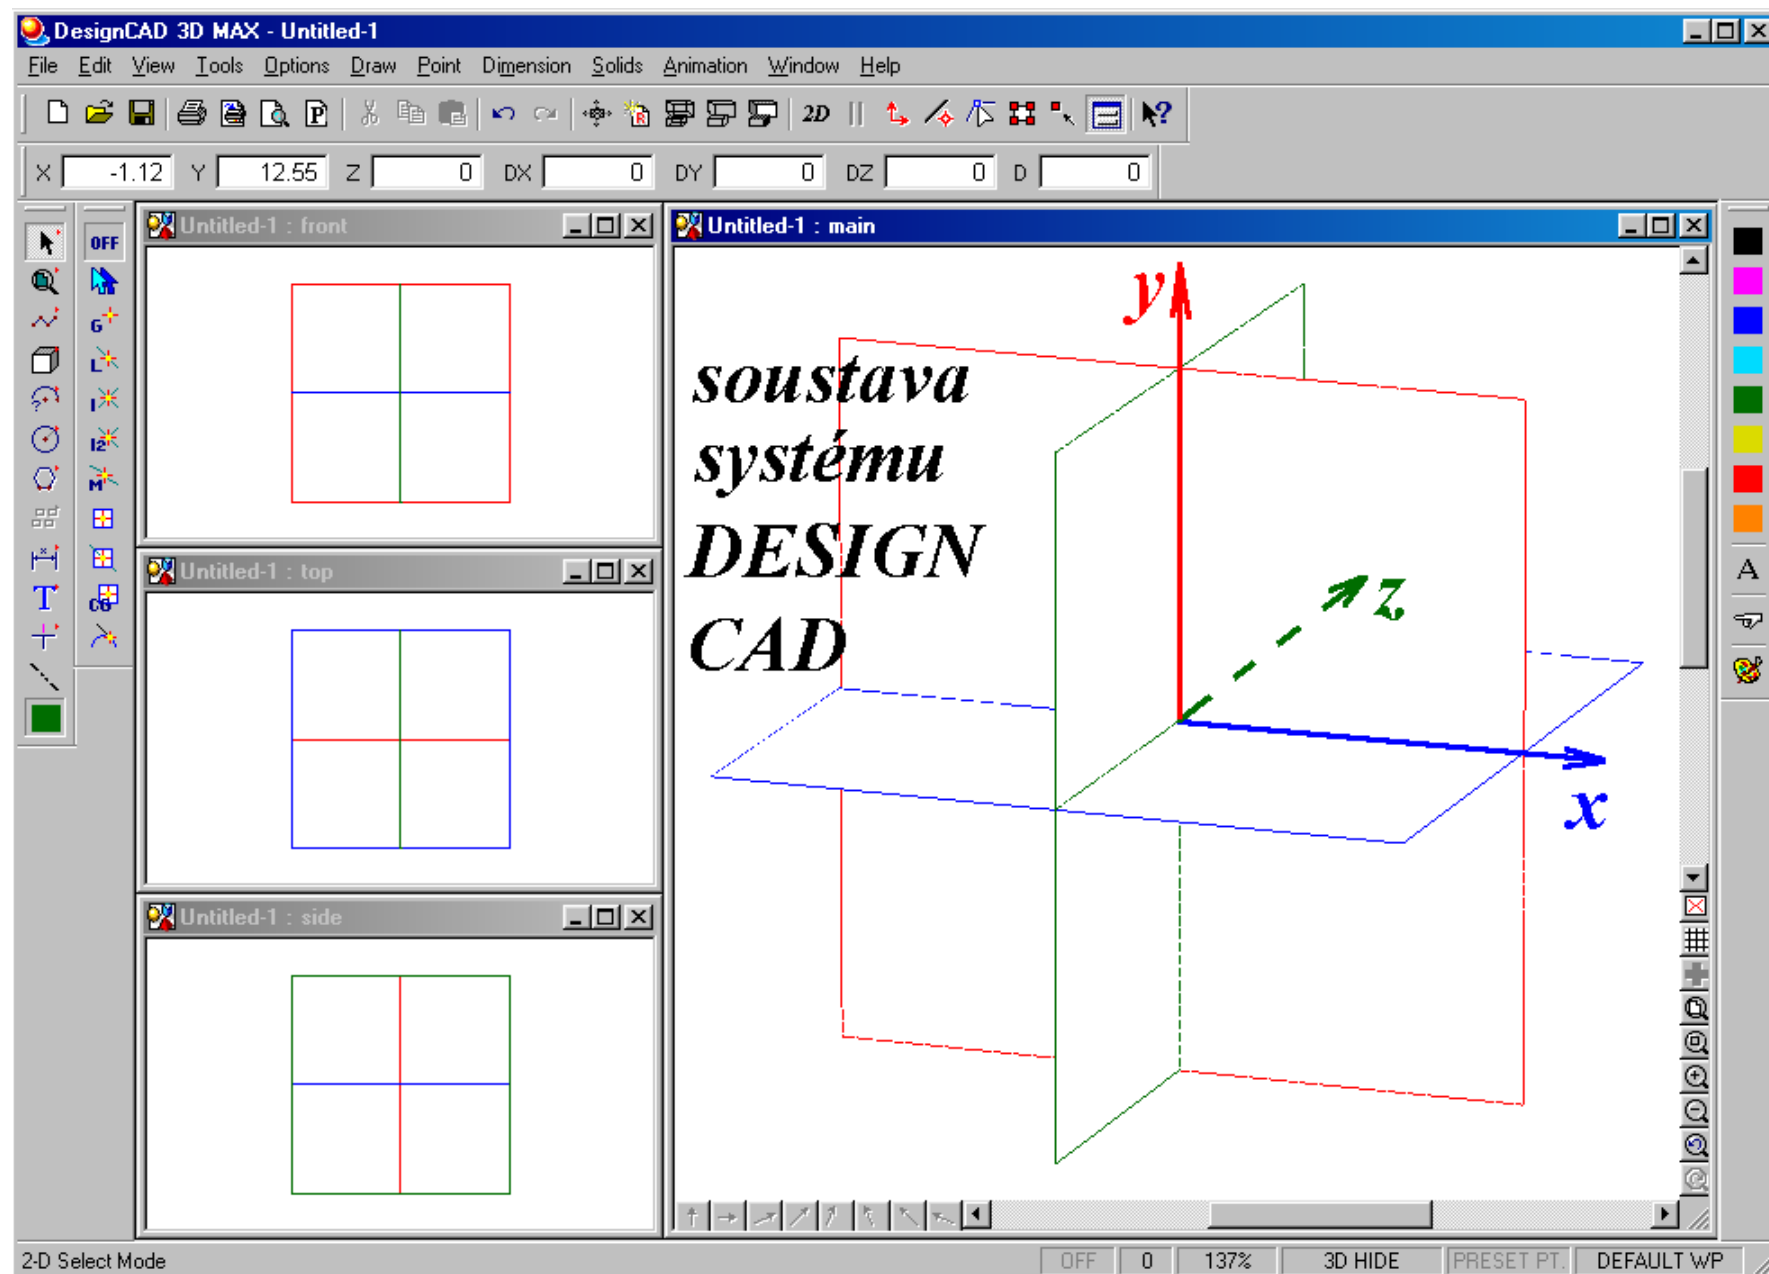 DesignCAD 3D MAX - Untitled-1
File Edit View Tools Options Draw Point Dimension Solids Animation Window Help
P R 2D ?
X -1.12 Y 12.55 Z 0 DX 0 DY 0 DZ 0 D 0
Untitled-1 : front
Untitled-1 : main
OFF
G
L
I
I2
M
T
CG
A
y
soustava
systému
DESIGN
CAD
z
x
Untitled-1 : top
Untitled-1 : side
2-D Select Mode OFF 0 137% 3D HIDE PRESET PT. DEFAULT WP